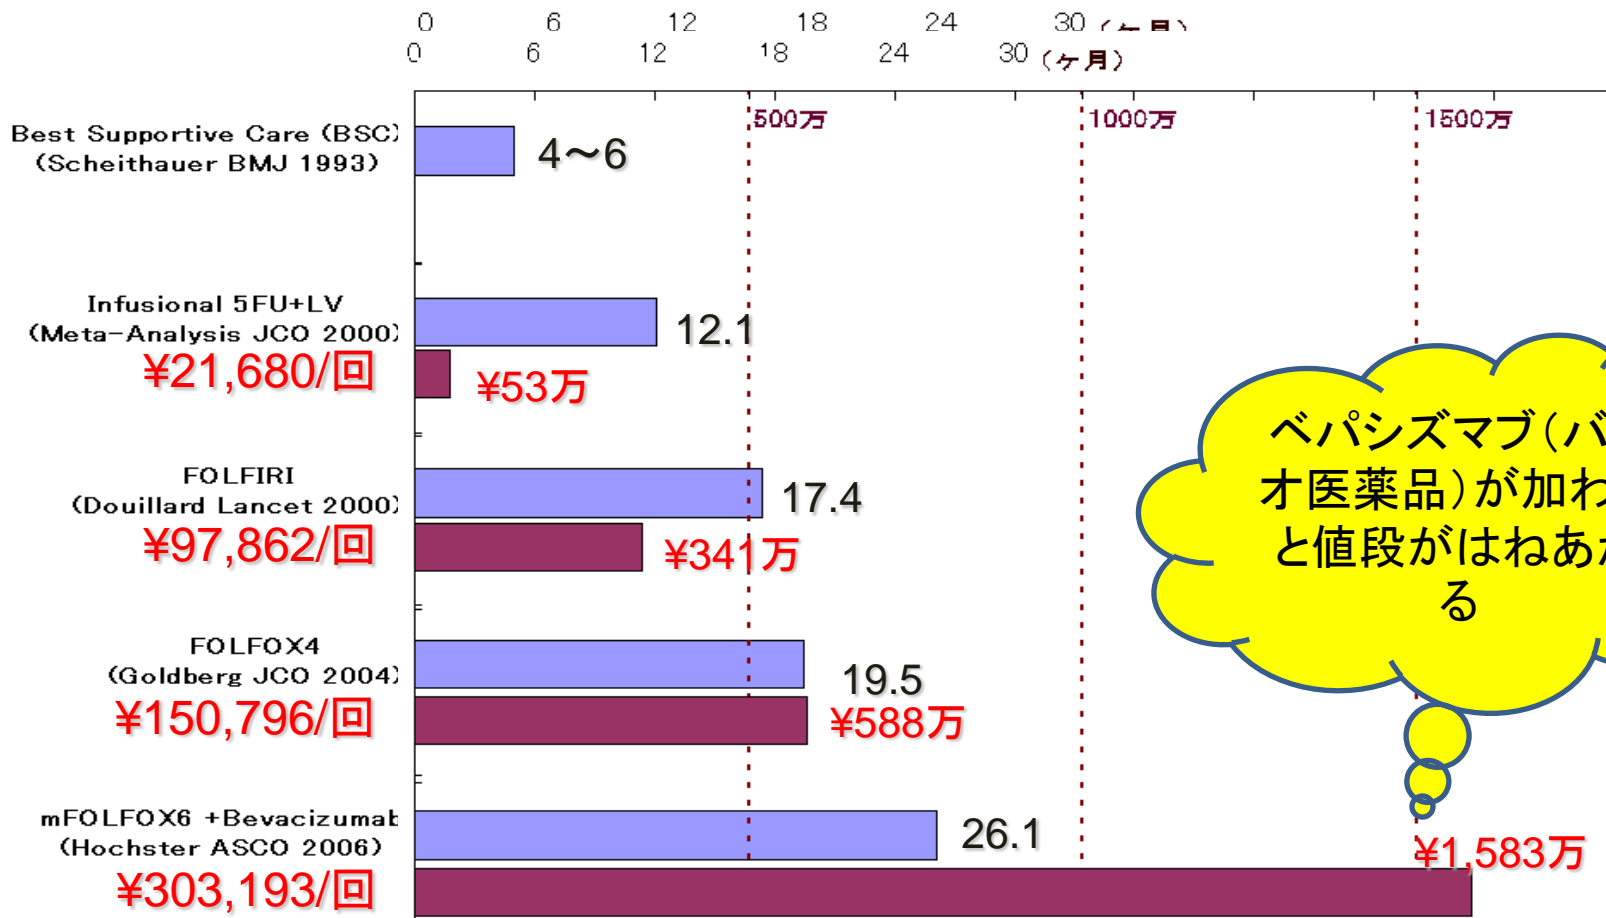 0 6 12 18 24 30
0 6 12 18 24 30 (ヶ月)
500万 1000万 1500万
Best Supportive Care (BSC)
(Scheithauer BMJ 1993)
4～6
Infusional 5FU+LV
(Meta-Analysis JCO 2000)
12.1
¥21,680/回
¥53万
FOLFIRI
(Douillard Lancet 2000)
17.4
¥97,862/回
¥341万
FOLFOX4
(Goldberg JCO 2004)
19.5
¥150,796/回
¥588万
mFOLFOX6 +Bevacizumab
(Hochster ASCO 2006)
26.1
¥303,193/回
¥1,583万
ベパシズマブ（バ
オ医薬品）が加わ
と値段がはねあが
る